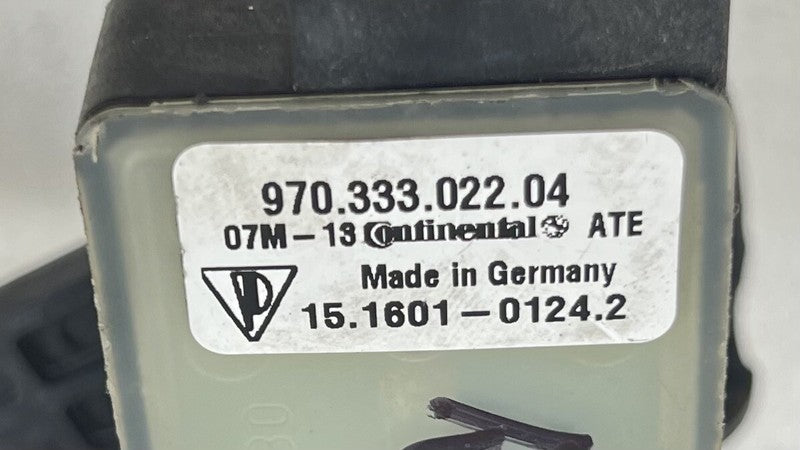 970.333.022.04
07M-13 Continental ATE
Made in Germany
P 15.1601-0124.2